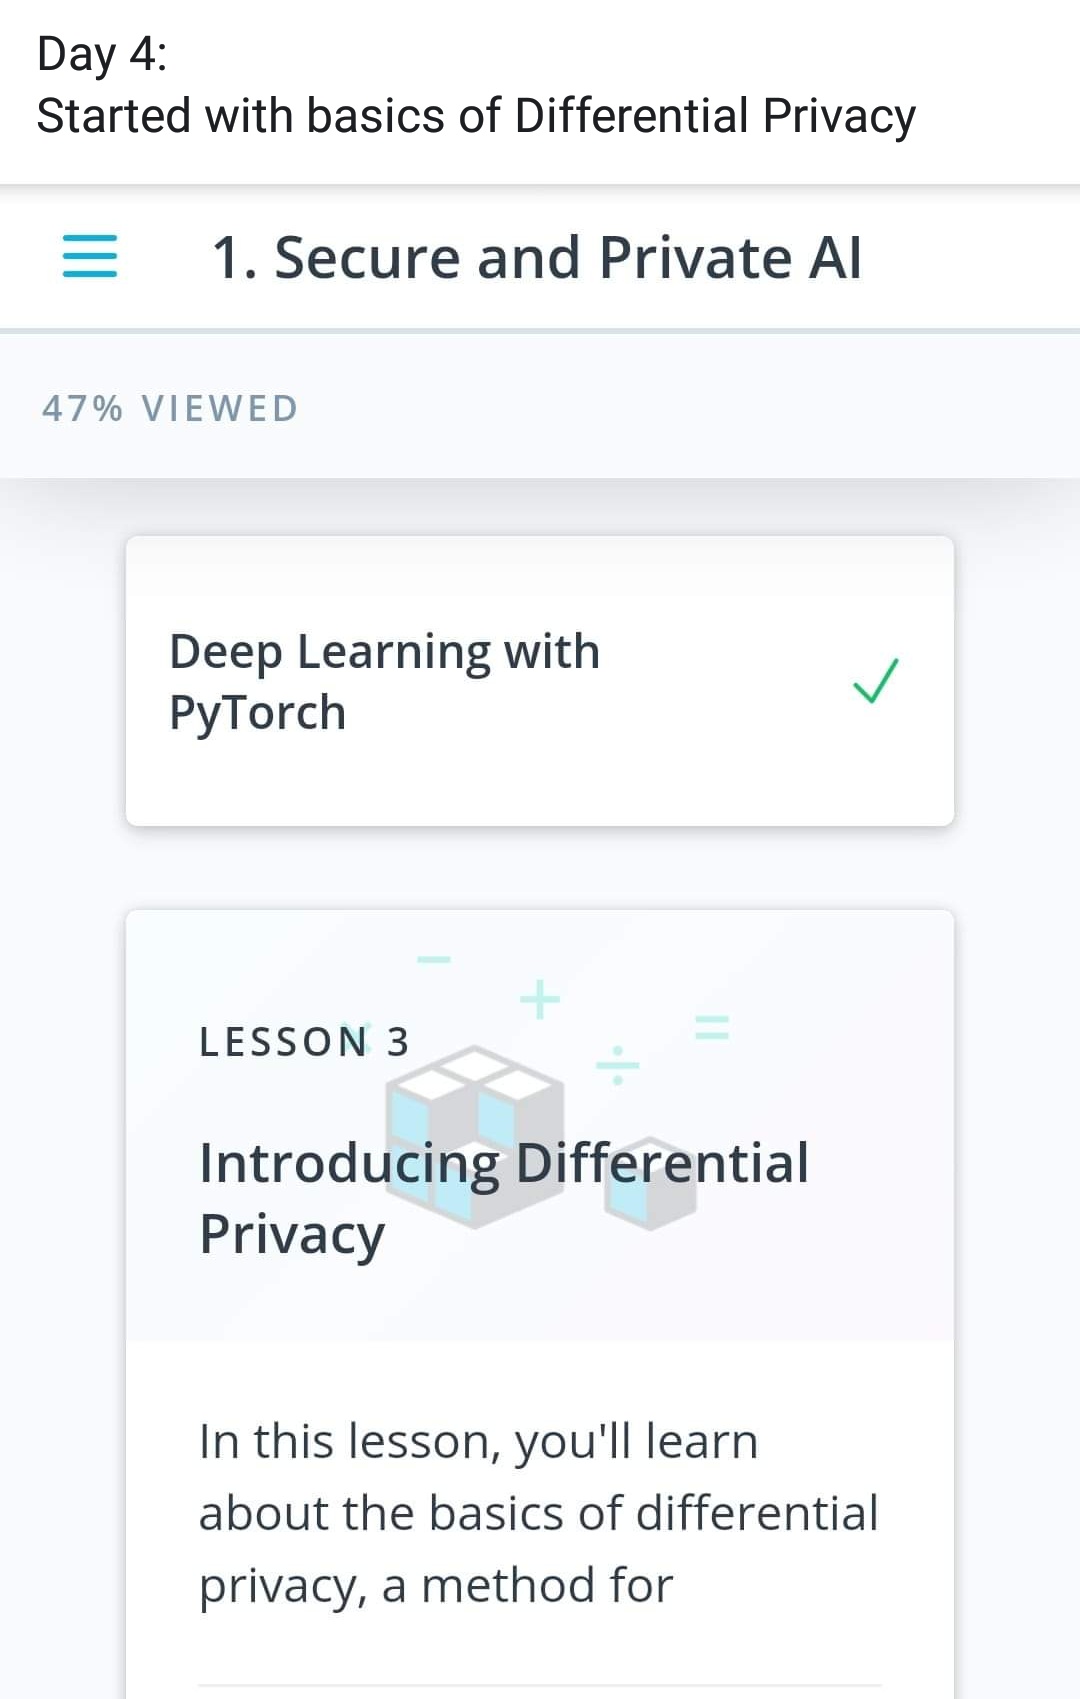 Day 4:
Started with basics of Differential Privacy
1. Secure and Private AI
47% VIEWED
Deep Learning with
PyTorch
LESSON 3
Introducing Differential
Privacy
In this lesson, you'll learn
about the basics of differential
privacy, a method for